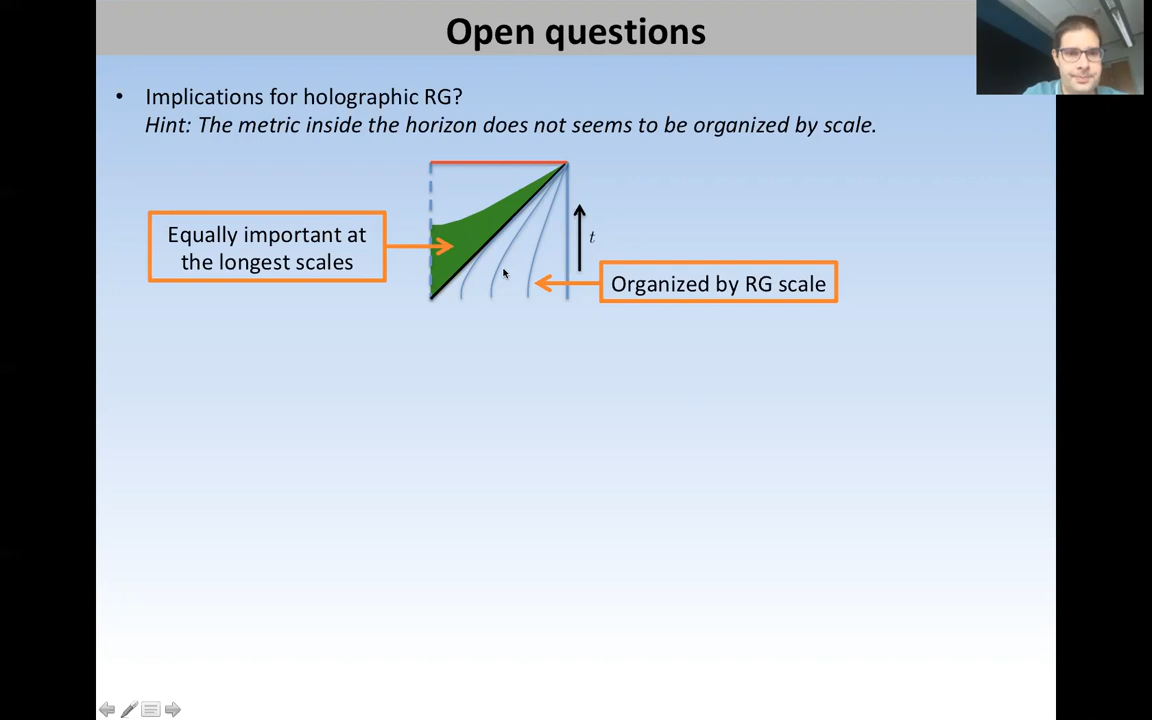 Open questions
• Implications for holographic RG?
Hint: The metric inside the horizon does not seems to be organized by scale.
Equally important at
the longest scales
t
Organized by RG scale